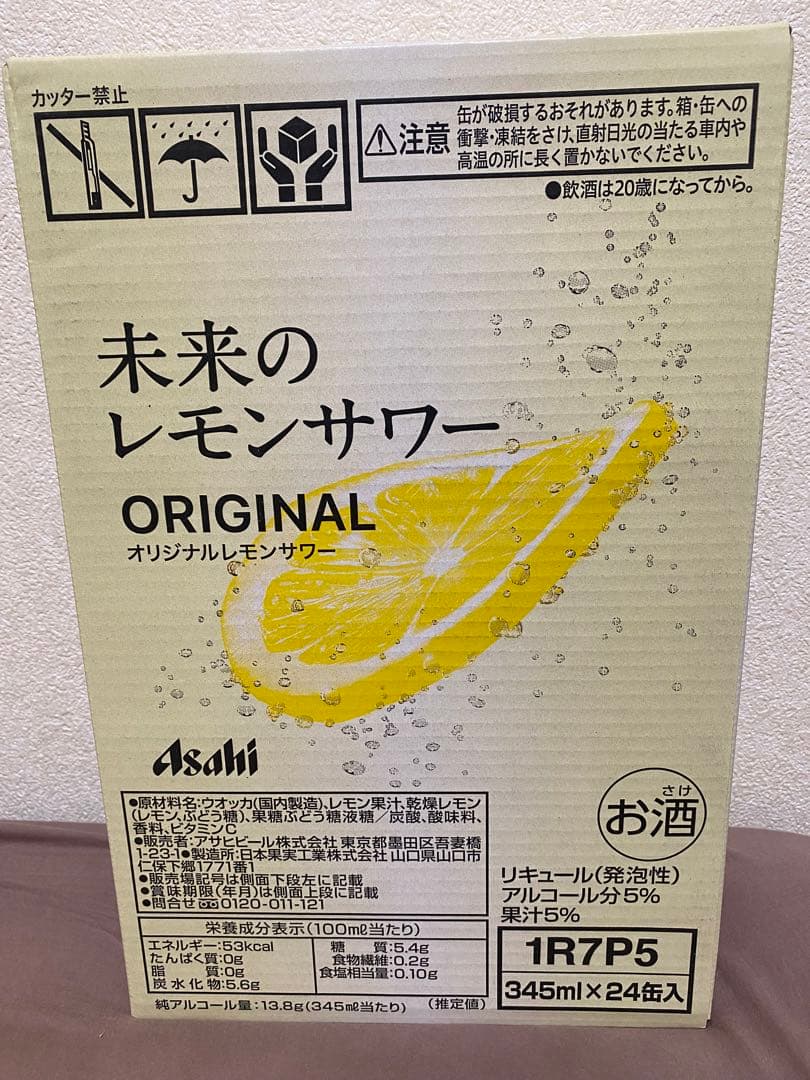 カッター禁止
⚠注意
缶が破損するおそれがあります。箱・缶への
衝撃・凍結をさけ、直射日光の当たる車内や
高温の所に長く置かないでください。
●飲酒は20歳になってから。
未来の
レモンサワー
ORIGINAL
オリジナルレモンサワー
Asahi
●原材料名:ウオッカ(国内製造)、レモン果汁、乾燥レモン
(レモン、ぶどう糖)、果糖ぶどう糖液糖/炭酸、酸味料、
香料、ビタミンC
●販売者:アサヒビール株式会社 東京都墨田区吾妻橋
1-23-1●製造所:日本果実工業株式会社 山口県山口市
仁保下郷1771番1
●販売場記号は側面下段左に記載
●賞味期限(年月)は側面上段に記載
●問合せ 0120-011-121
さけ
お酒
リキュール(発泡性)
アルコール分5%
果汁5%
栄養成分表示(100mℓ当たり)
エネルギー:53kcal
たんぱく質:0g
脂質:0g
炭水化物:5.6g
糖質:5.4g
食物繊維:0.2g
食塩相当量:0.10g
純アルコール量:13.8g(345mℓ当たり) (推定値)
1R7P5
345ml×24缶入